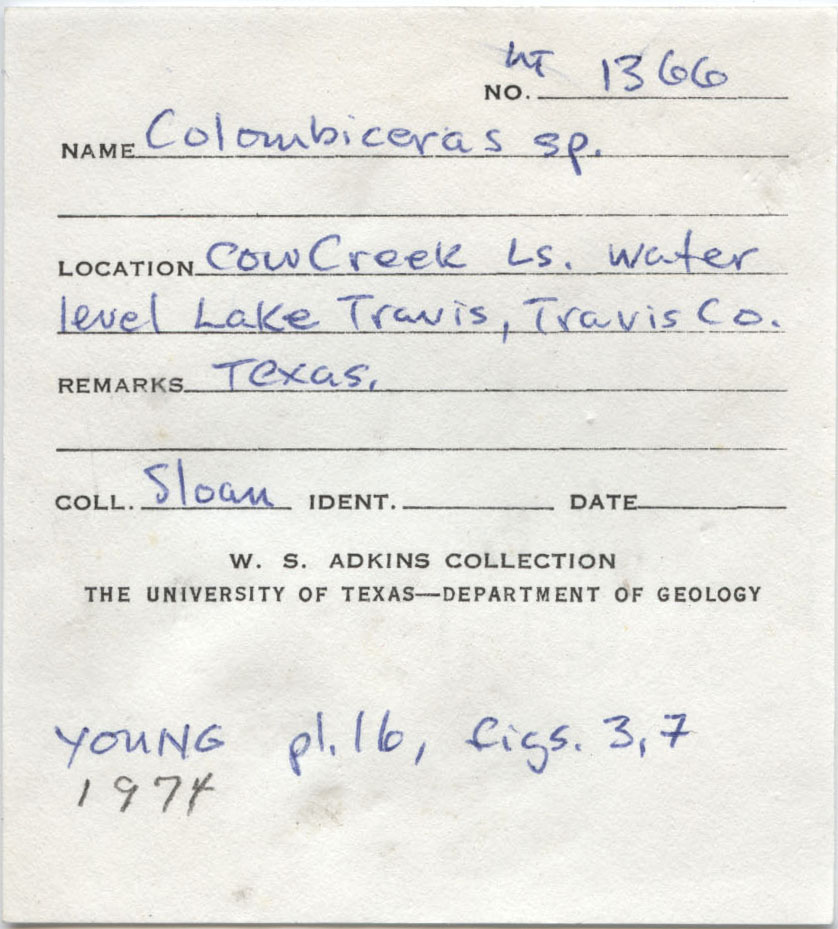 UT
NO. 1366
NAME Colombiceras sp.
LOCATION Cow Creek Ls. Water
level Lake Travis, Travis Co.
REMARKS Texas.
COLL. Sloan IDENT. DATE
W. S. ADKINS COLLECTION
THE UNIVERSITY OF TEXAS—DEPARTMENT OF GEOLOGY
YOUNG pl. 16, figs. 3, 7
1974